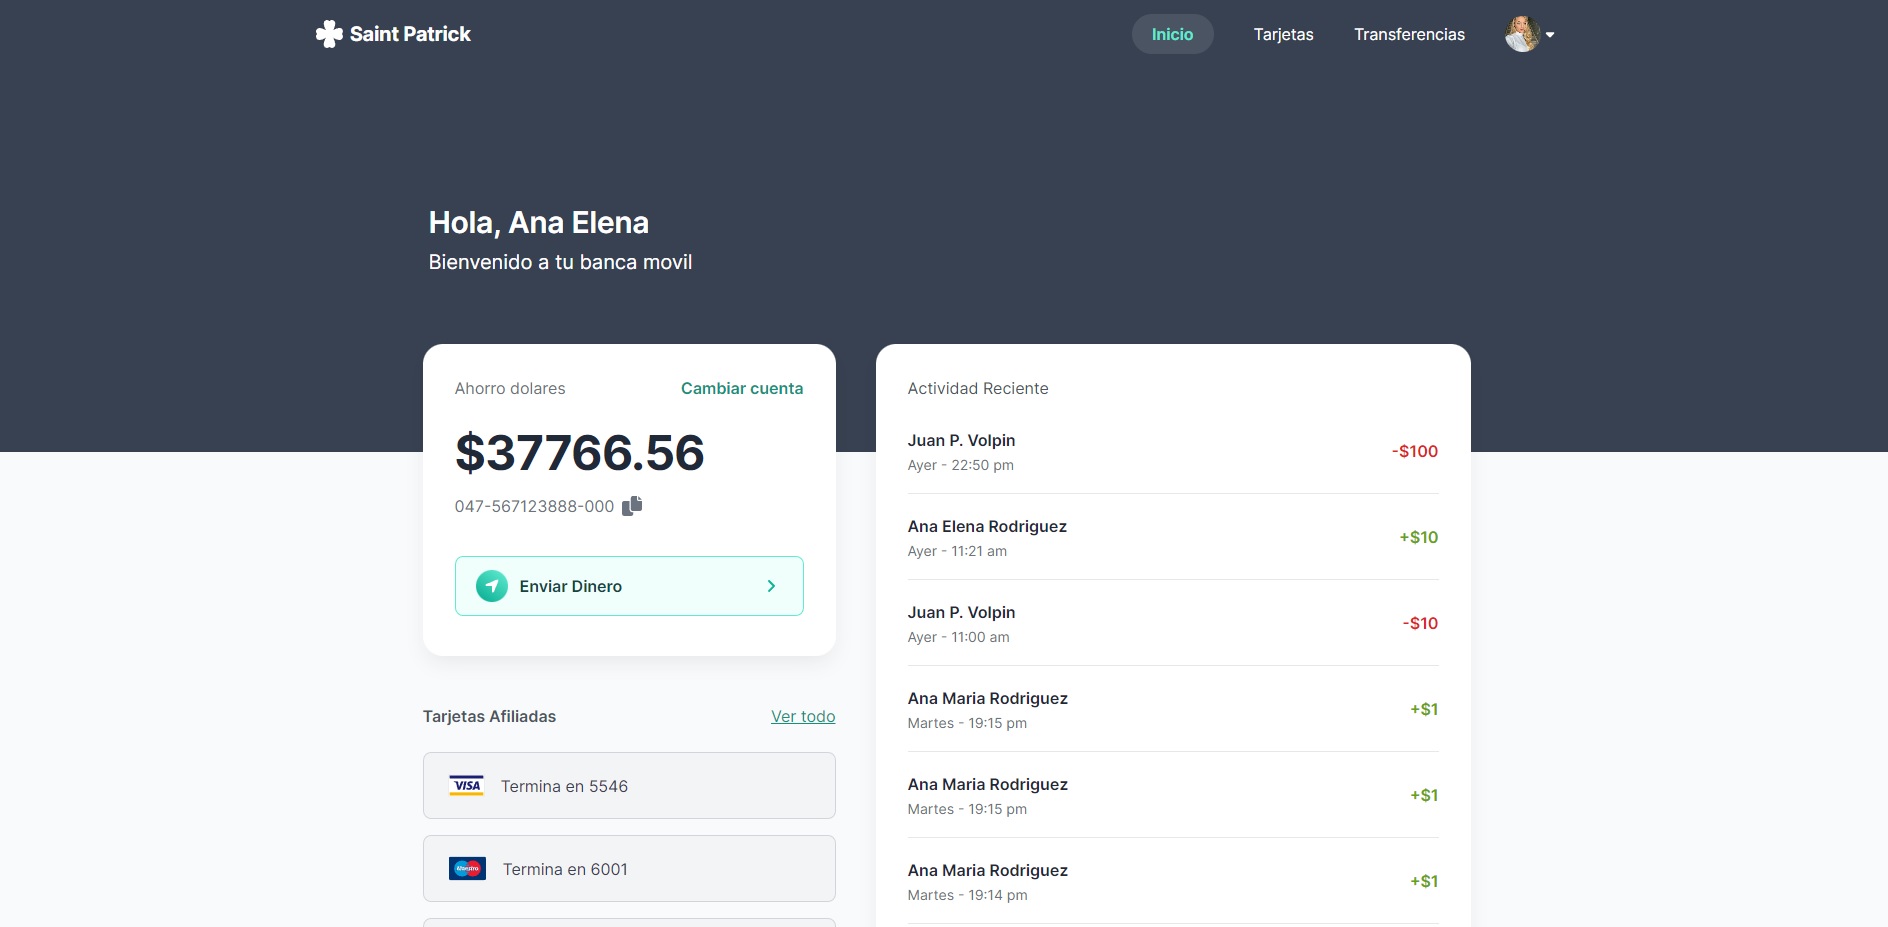 Saint Patrick
Inicio
Tarjetas
Transferencias
Hola, Ana Elena
Bienvenido a tu banca movil
Ahorro dolares
Cambiar cuenta
$37766.56
047-567123888-000
Enviar Dinero
Tarjetas Afiliadas
Ver todo
VISA
Termina en 5546
Maestro
Termina en 6001
Actividad Reciente
Juan P. Volpin
Ayer - 22:50 pm
-$100
Ana Elena Rodriguez
Ayer - 11:21 am
+$10
Juan P. Volpin
Ayer - 11:00 am
-$10
Ana Maria Rodriguez
Martes - 19:15 pm
+$1
Ana Maria Rodriguez
Martes - 19:15 pm
+$1
Ana Maria Rodriguez
Martes - 19:14 pm
+$1